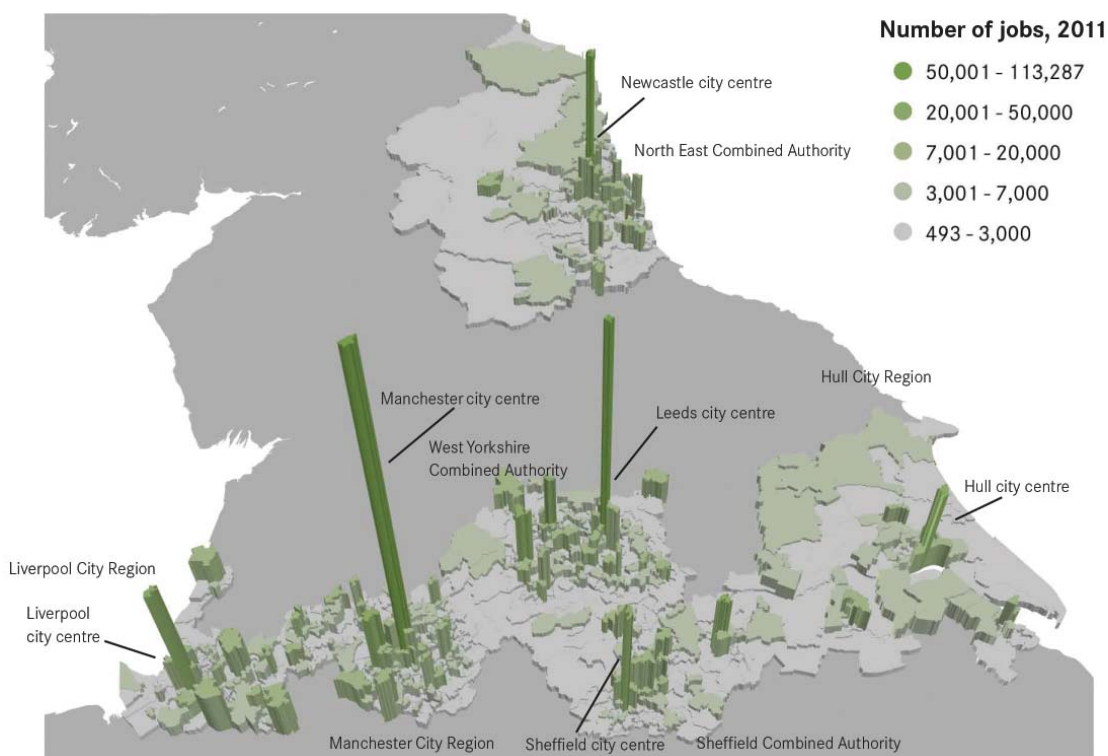 Number of jobs, 2011
50,001 - 113,287
20,001 - 50,000
7,001 - 20,000
3,001 - 7,000
493 - 3,000
Newcastle city centre
North East Combined Authority
Hull City Region
Manchester city centre
Leeds city centre
West Yorkshire
Combined Authority
Hull city centre
Liverpool City Region
Liverpool
city centre
Manchester City Region
Sheffield city centre
Sheffield Combined Authority